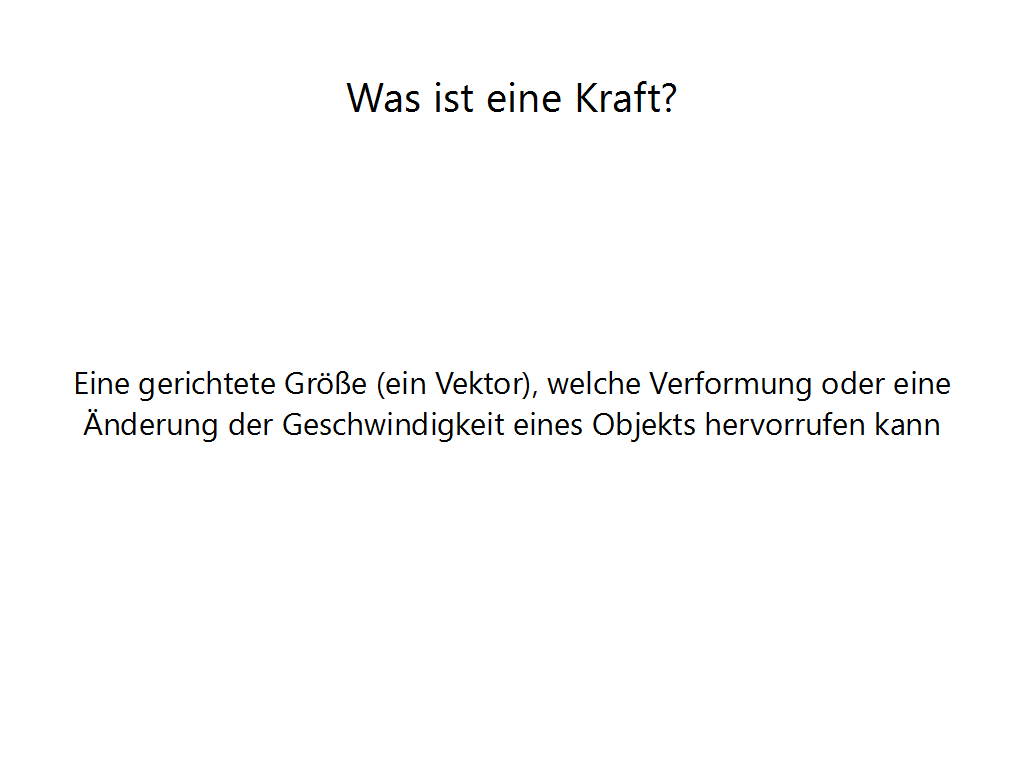 Was ist eine Kraft?
Eine gerichtete Größe (ein Vektor), welche Verformung oder eine
Änderung der Geschwindigkeit eines Objekts hervorrufen kann